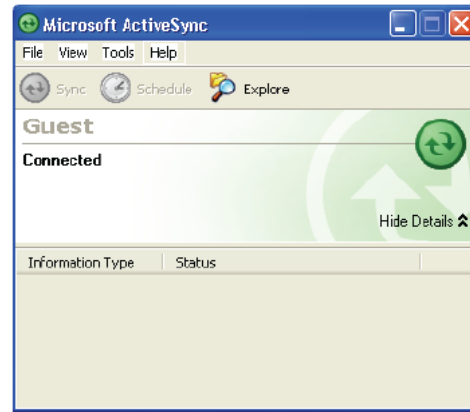 Microsoft ActiveSync
File View Tools Help
Sync Schedule Explore
Guest
Connected
Hide Details
Information Type Status